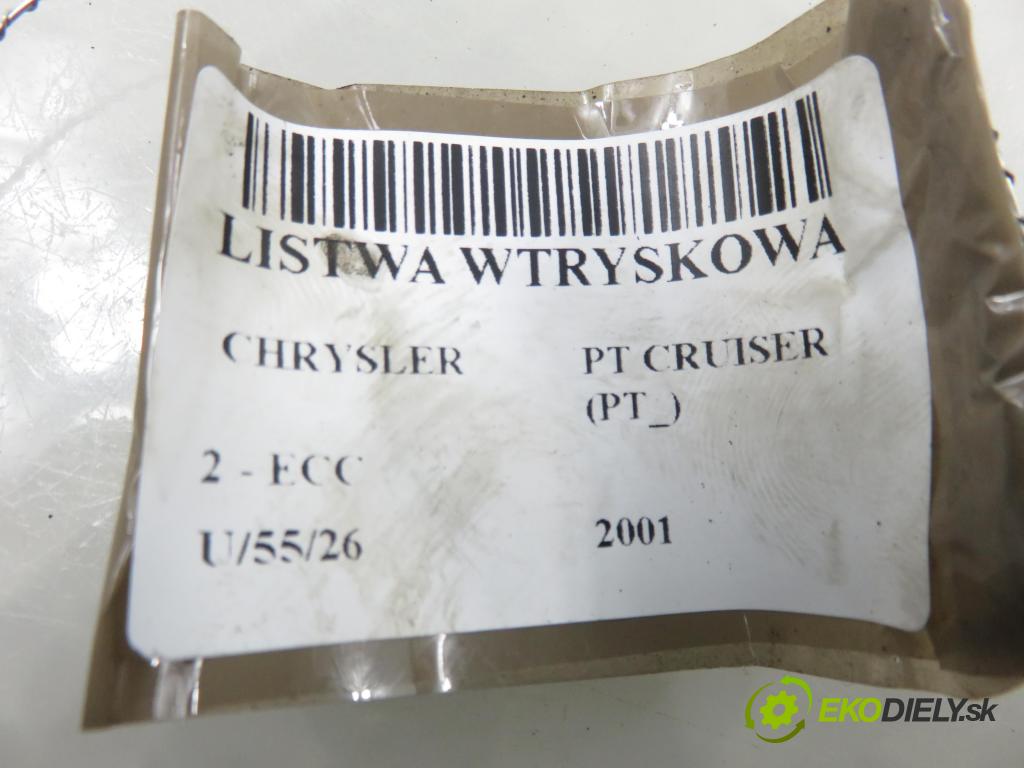 LISTWA WTRYSKOWA
CHRYSLER PT CRUISER
(PT_)
2 - ECC
U/55/26 2001
EKODIELY.sk